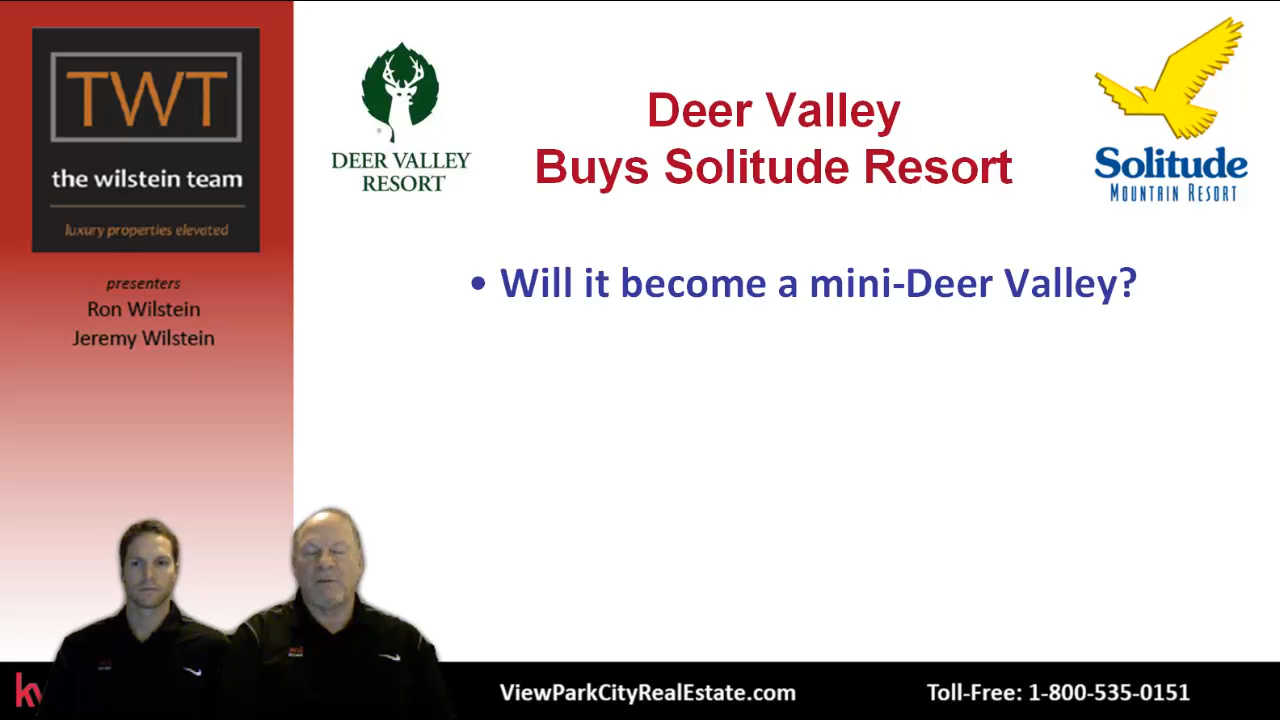 TWT
the wilstein team
luxury properties elevated
presenters
Ron Wilstein
Jeremy Wilstein
DEER VALLEY
RESORT
®
Deer Valley
Buys Solitude Resort
Solitude
MOUNTAIN RESORT
• Will it become a mini-Deer Valley?
kw
ViewParkCityRealEstate.com
Toll-Free: 1-800-535-0151